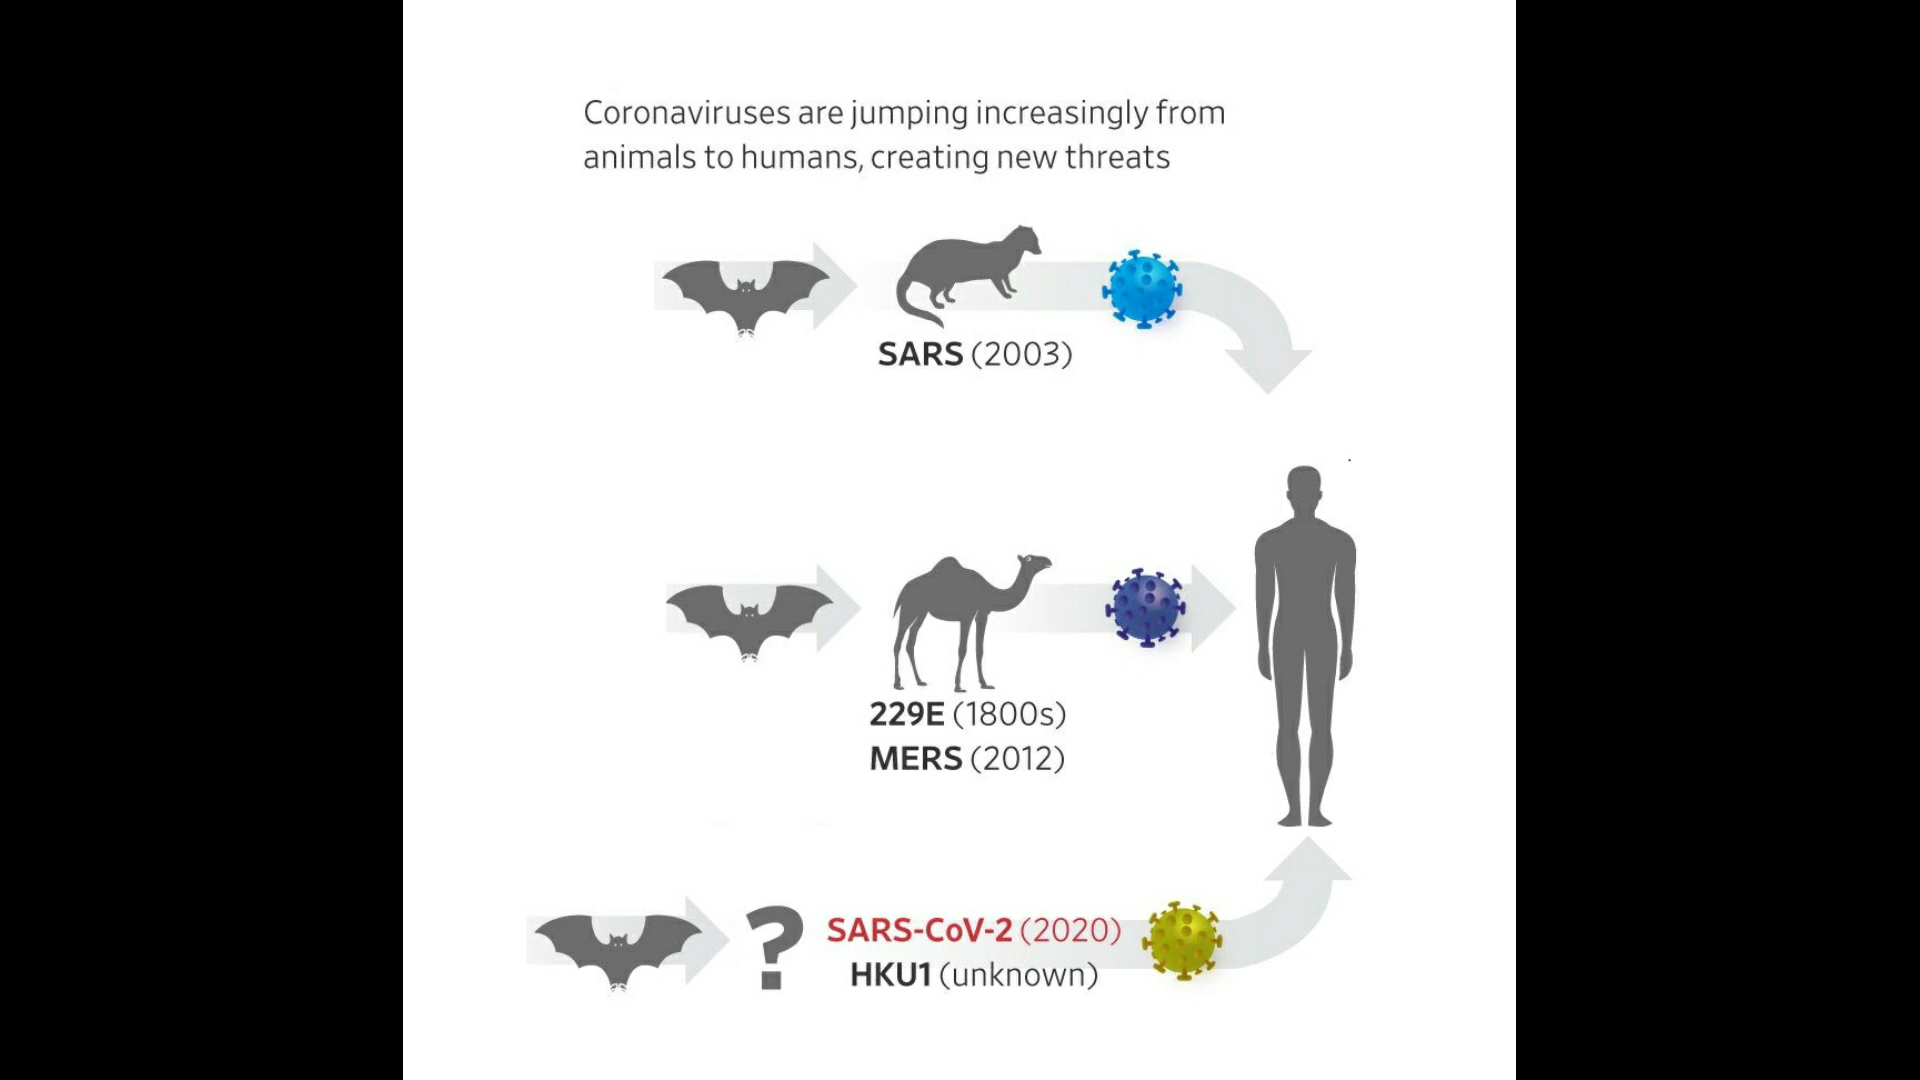 Coronaviruses are jumping increasingly from
animals to humans, creating new threats
SARS (2003)
229E (1800s)
MERS (2012)
?
SARS-CoV-2 (2020)
HKU1 (unknown)